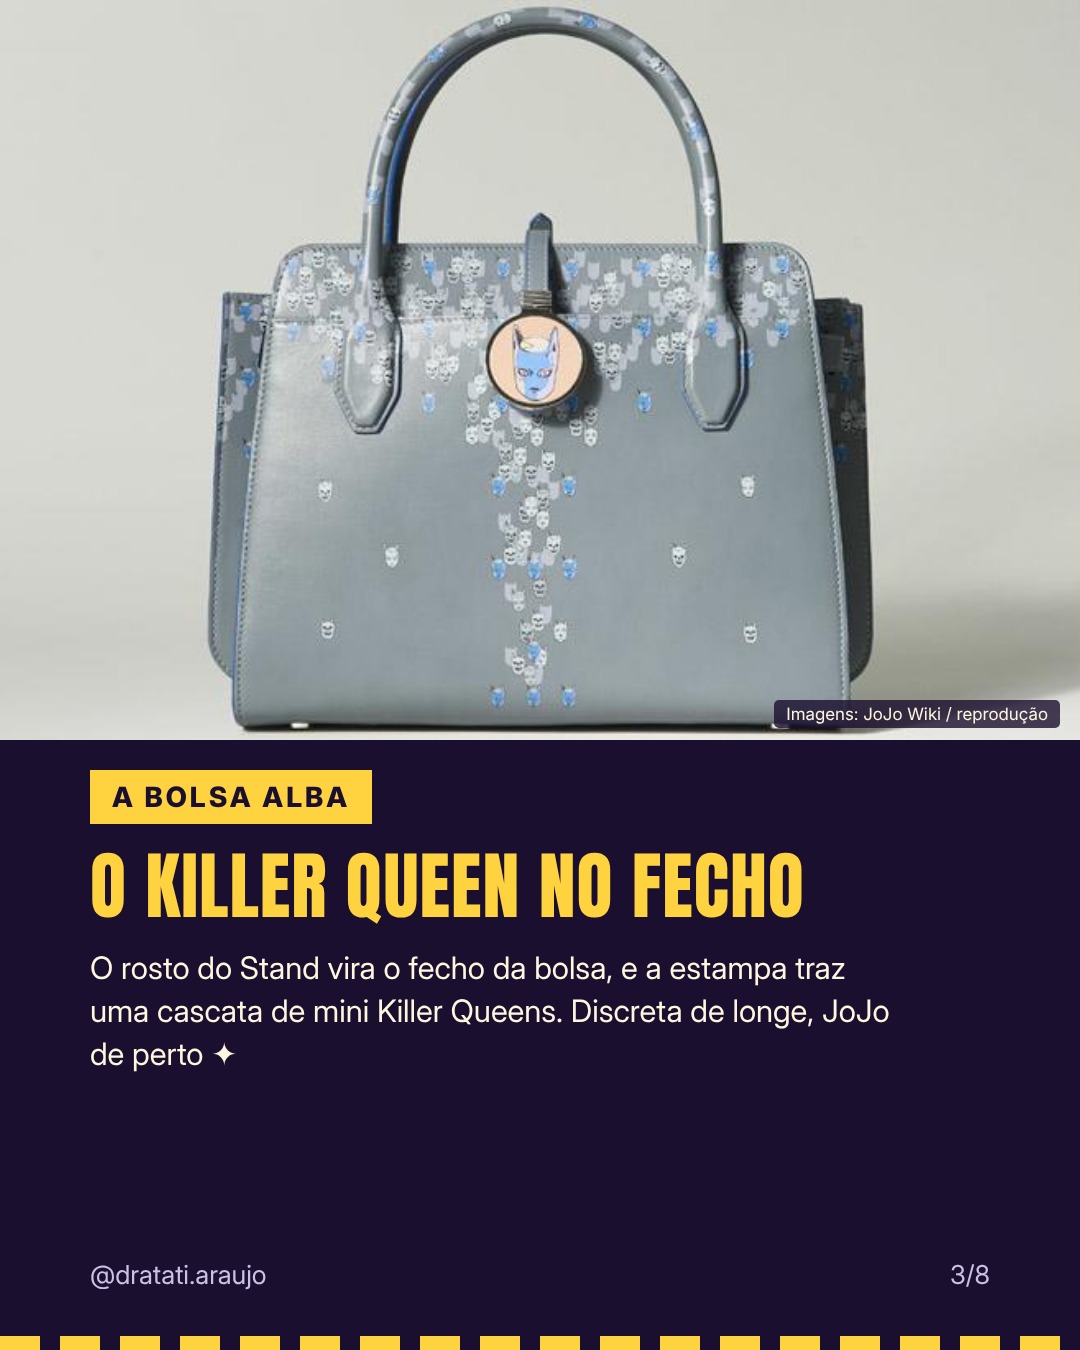 Imagens: JoJo Wiki / reprodução
A BOLSA ALBA
O KILLER QUEEN NO FECHO
O rosto do Stand vira o fecho da bolsa, e a estampa traz
uma cascata de mini Killer Queens. Discreta de longe, JoJo
de perto ✦
@dratati.araujo
3/8